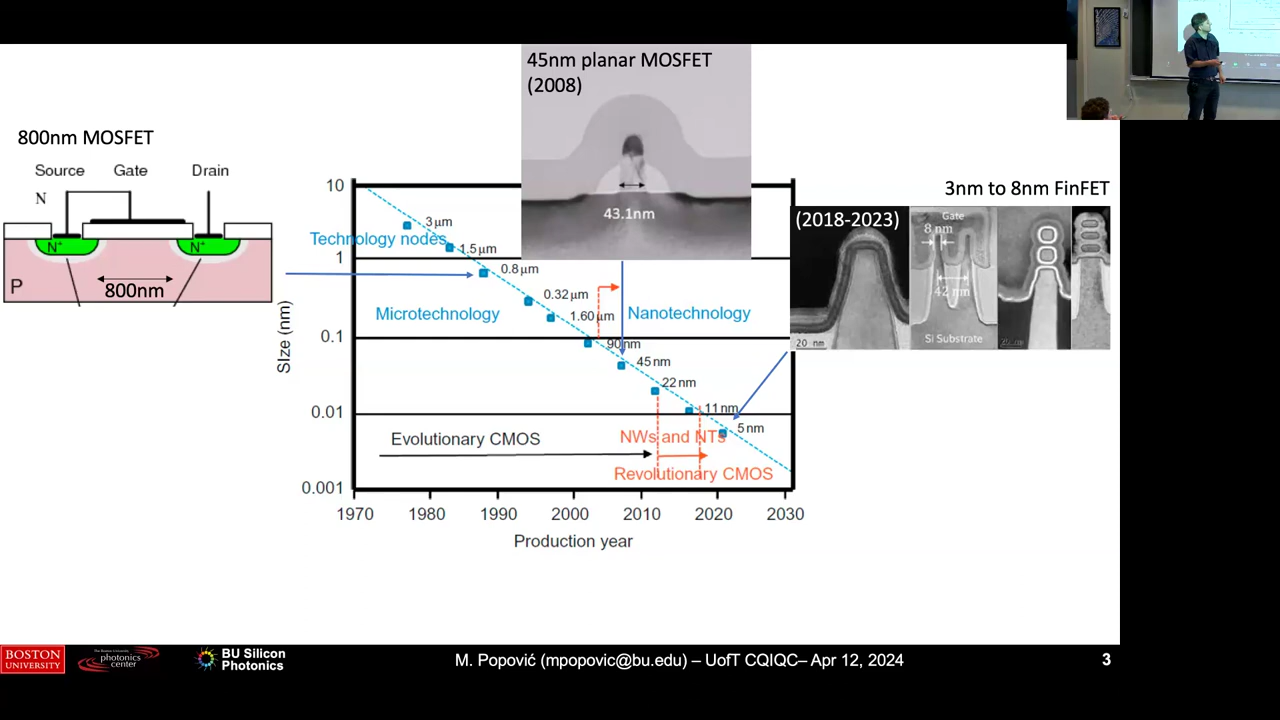 45nm planar MOSFET
(2008)
43.1nm
800nm MOSFET
Source Gate Drain
N
N+ N+
P
800nm
3nm to 8nm FinFET
(2018-2023)
Gate
8 nm
42 nm
Si Substrate
20 nm
SIze (nm)
10
1
0.1
0.01
0.001
3 µm
Technology nodes
1.5 µm
0.8 µm
0.32 µm
Microtechnology
1.60 µm
Nanotechnology
90 nm
45 nm
22 nm
11 nm
5 nm
Evolutionary CMOS
NWs and NTs
Revolutionary CMOS
1970 1980 1990 2000 2010 2020 2030
Production year
BOSTON
UNIVERSITY
photonics
center
BU Silicon
Photonics
M. Popović (mpopovic@bu.edu) – UofT CQIQC– Apr 12, 2024
3